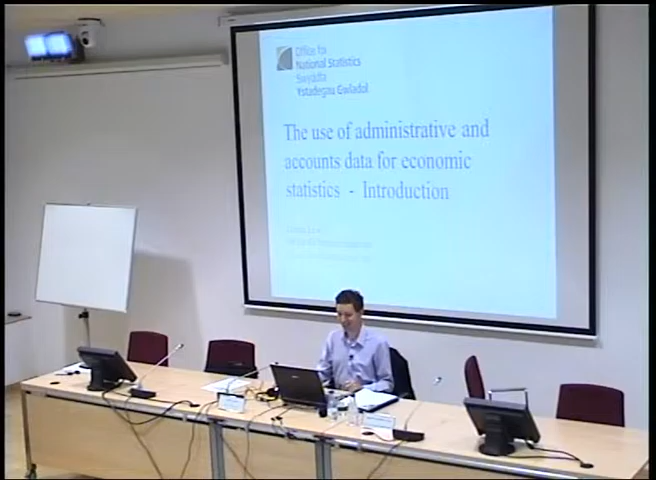 Office for
National Statistics
Swyddfa
Ystadegau Gwladol
The use of administrative and
accounts data for economic
statistics - Introduction